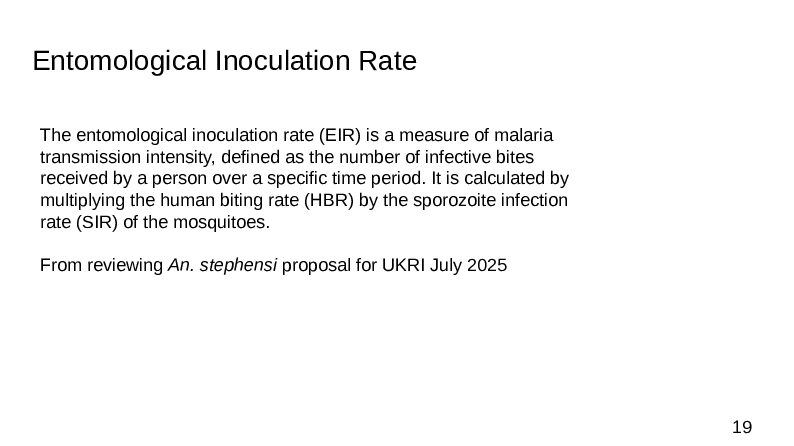 Entomological Inoculation Rate
The entomological inoculation rate (EIR) is a measure of malaria
transmission intensity, defined as the number of infective bites
received by a person over a specific time period. It is calculated by
multiplying the human biting rate (HBR) by the sporozoite infection
rate (SIR) of the mosquitoes.
From reviewing An. stephensi proposal for UKRI July 2025
19